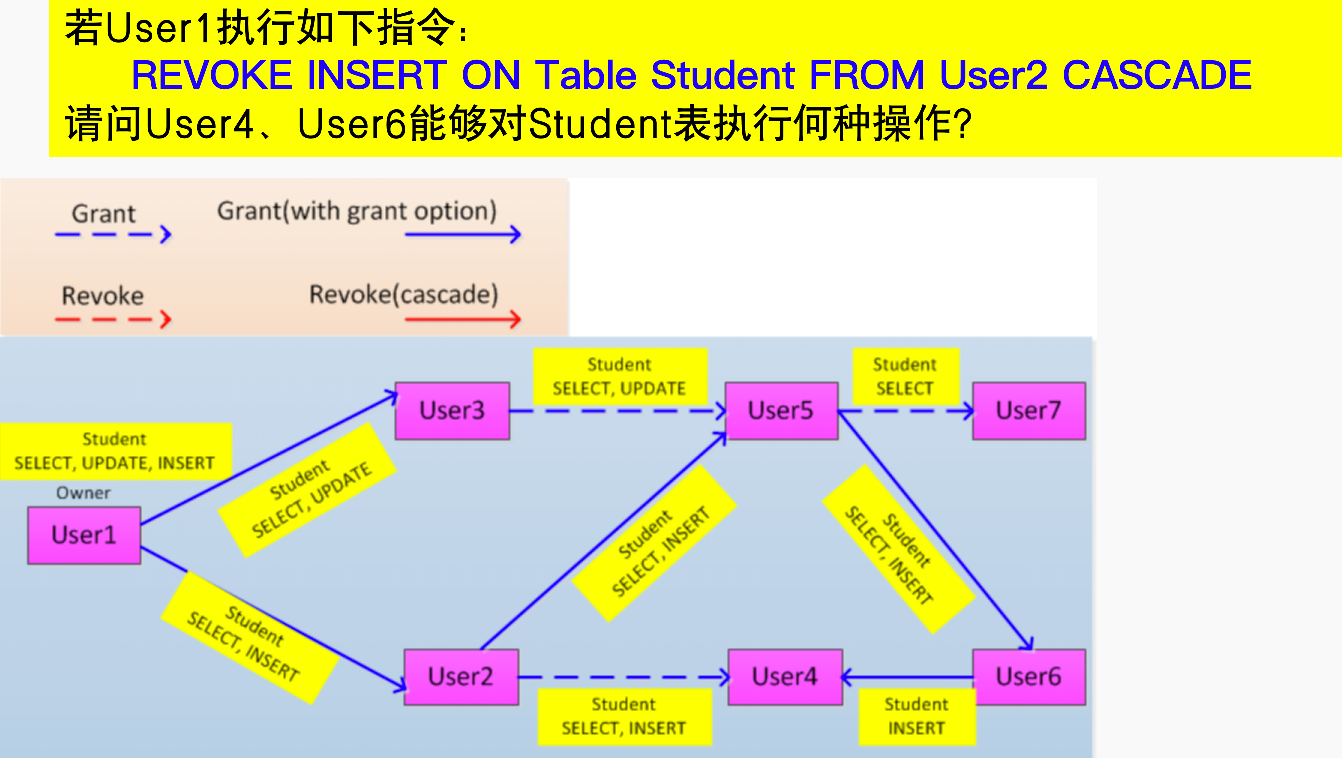 若User1执行如下指令：
REVOKE INSERT ON Table Student FROM User2 CASCADE
请问User4、User6能够对Student表执行何种操作?
Grant
Grant(with grant option)
Revoke
Revoke(cascade)
Student
SELECT, UPDATE
Student
SELECT
User3
User5
User7
Student
SELECT, UPDATE, INSERT
Owner
User1
Student
SELECT, UPDATE
Student
SELECT, INSERT
Student
SELECT, INSERT
Student
SELECT, INSERT
User2
User4
User6
Student
SELECT, INSERT
Student
INSERT